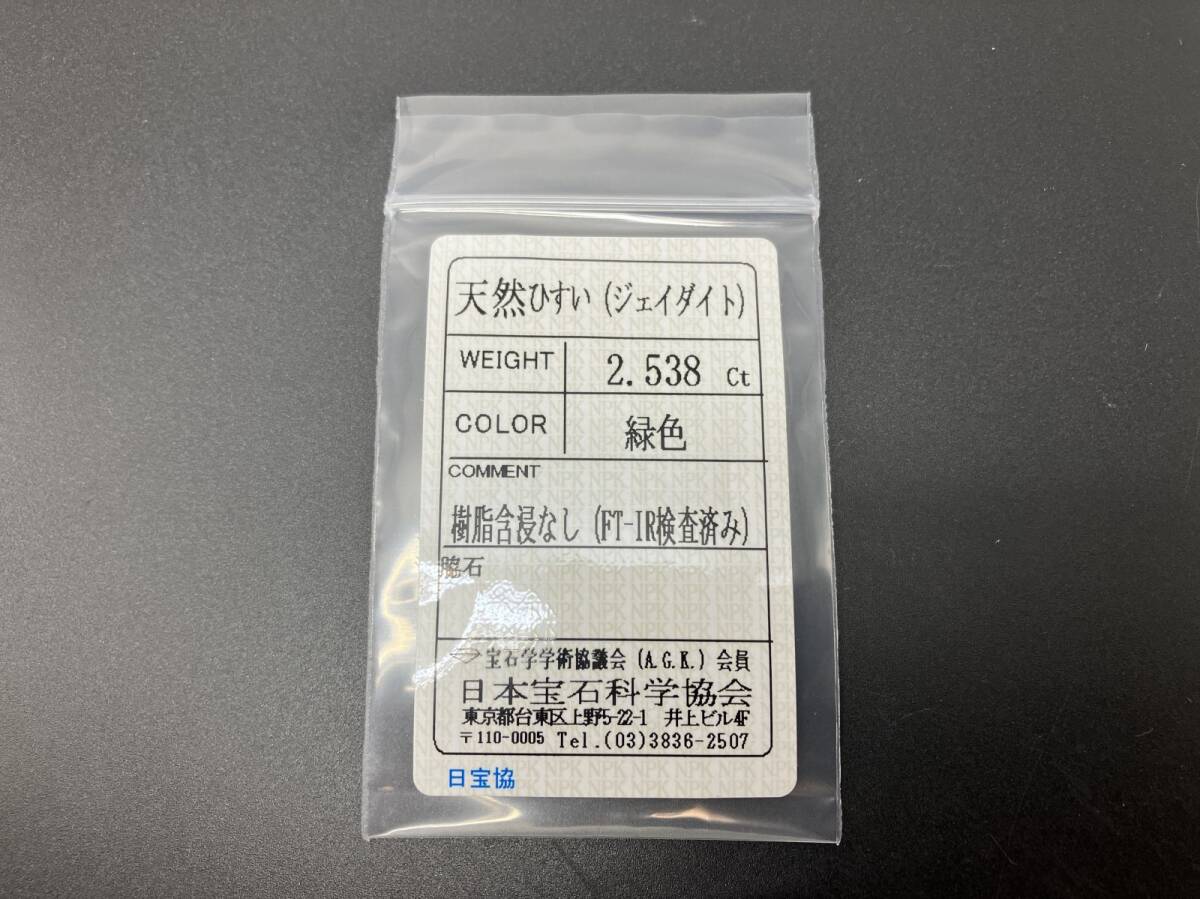 天然ひすい (ジェイダイト)
WEIGHT 2.538 Ct
COLOR 緑色
COMMENT
樹脂含浸なし (FT-IR検査済み)
脇石
宝石学学術協議会 (A.G.K.) 会員
日本宝石科学協会
東京都台東区上野5-22-1 井上ビル4F
〒110-0005 Tel.(03)3836-2507
日宝協